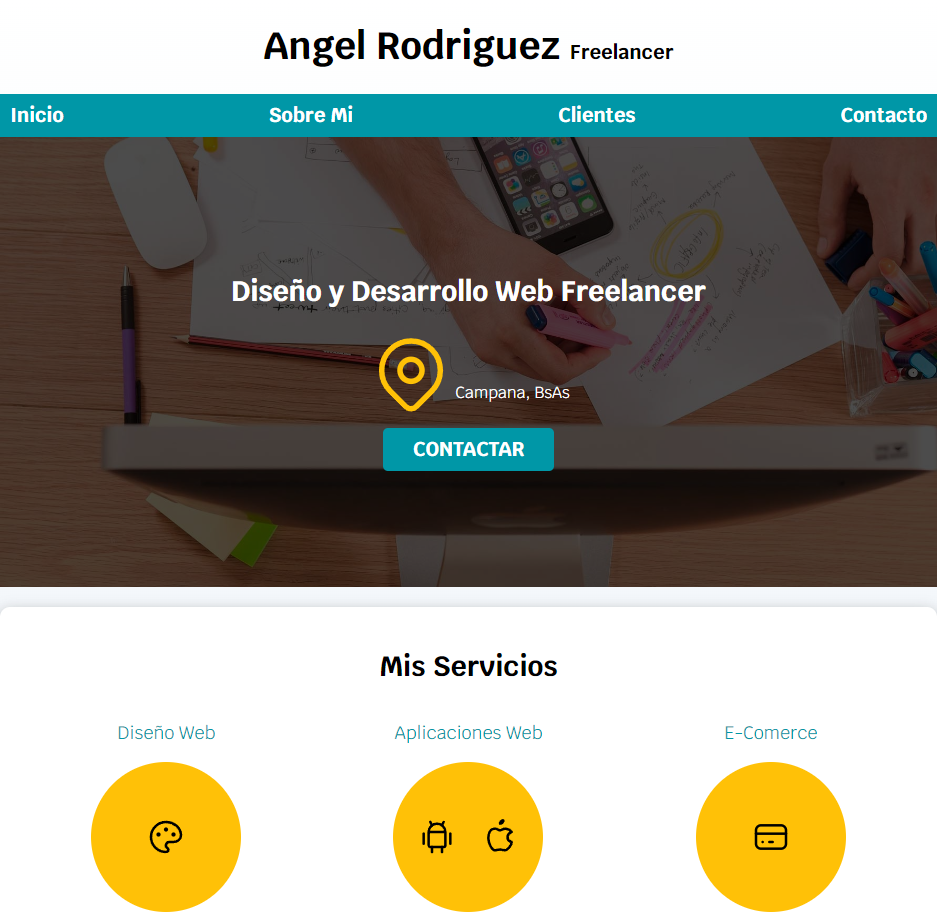 Angel Rodriguez Freelancer
Inicio Sobre Mi Clientes Contacto
Diseño y Desarrollo Web Freelancer
Campana, BsAs
CONTACTAR
Mis Servicios
Diseño Web Aplicaciones Web E-Comerce